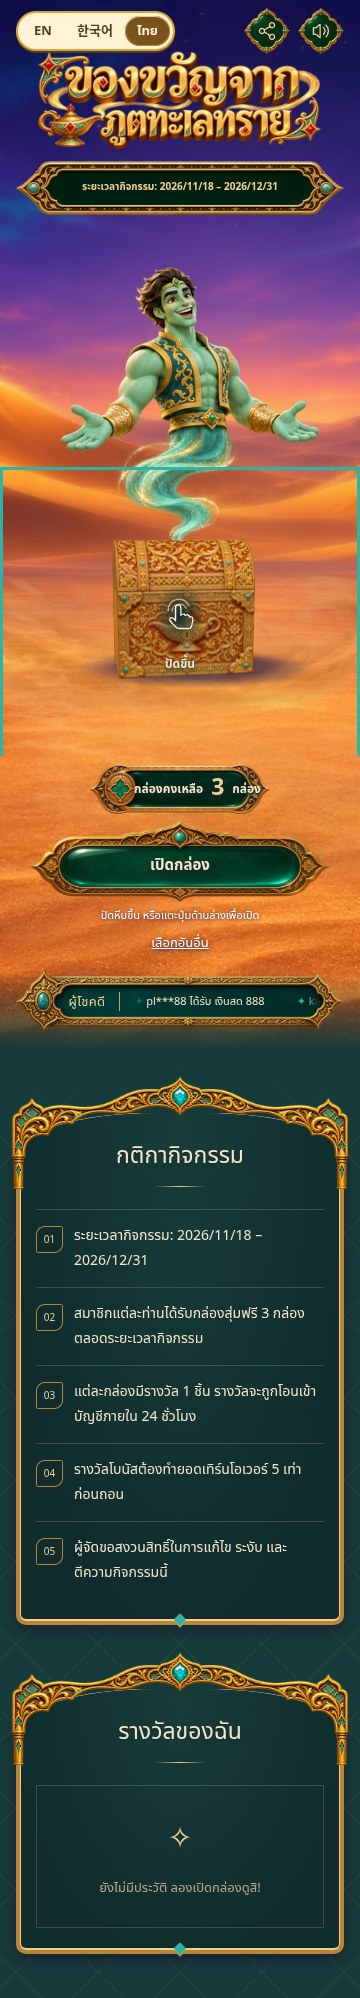 EN 한국어 ไทย
ของขวัญจาก
ภูตทะเลทราย
ระยะเวลากิจกรรม: 2026/11/18 – 2026/12/31
ปัดขึ้น
กล่องคงเหลือ 3 กล่อง
เปิดกล่อง
ปัดหีบขึ้น หรือแตะปุ่มด้านล่างเพื่อเปิด
เลือกอันอื่น
ผู้โชคดี pl***88 ได้รับ เงินสด 888
กติกากิจกรรม
01 ระยะเวลากิจกรรม: 2026/11/18 –
2026/12/31
02 สมาชิกแต่ละท่านได้รับกล่องสุ่มฟรี 3 กล่อง
ตลอดระยะเวลากิจกรรม
03 แต่ละกล่องมีรางวัล 1 ชิ้น รางวัลจะถูกโอนเข้า
บัญชีภายใน 24 ชั่วโมง
04 รางวัลโบนัสต้องทำยอดเทิร์นโอเวอร์ 5 เท่า
ก่อนถอน
05 ผู้จัดขอสงวนสิทธิ์ในการแก้ไข ระงับ และ
ตีความกิจกรรมนี้
รางวัลของฉัน
ยังไม่มีประวัติ ลองเปิดกล่องดูสิ!